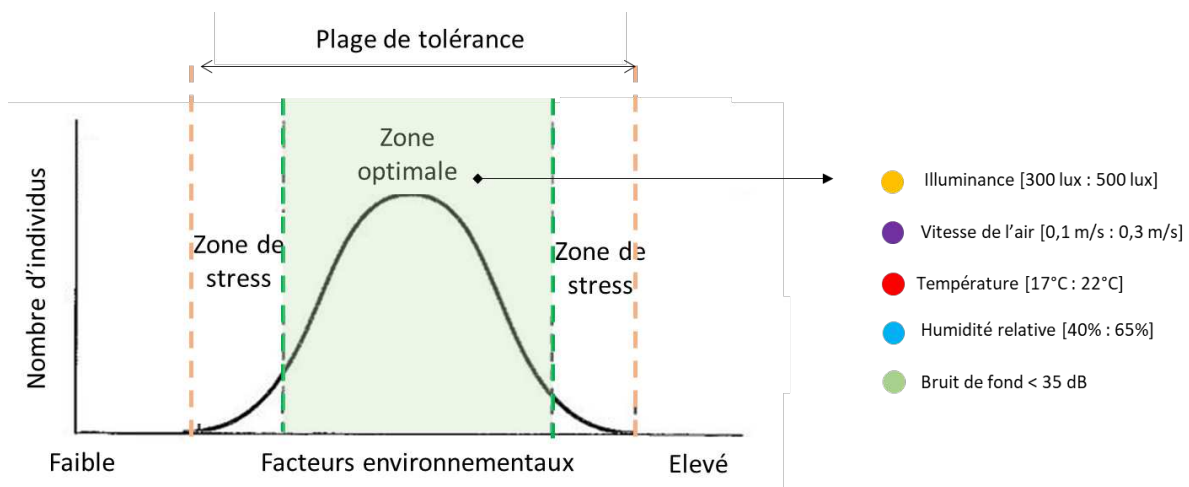 Plage de tolérance
Zone
optimale
Zone de
stress
Zone de
stress
Nombre d'individus
Faible
Facteurs environnementaux
Elevé
Illuminance [300 lux : 500 lux]
Vitesse de l'air [0,1 m/s : 0,3 m/s]
Température [17°C : 22°C]
Humidité relative [40% : 65%]
Bruit de fond < 35 dB